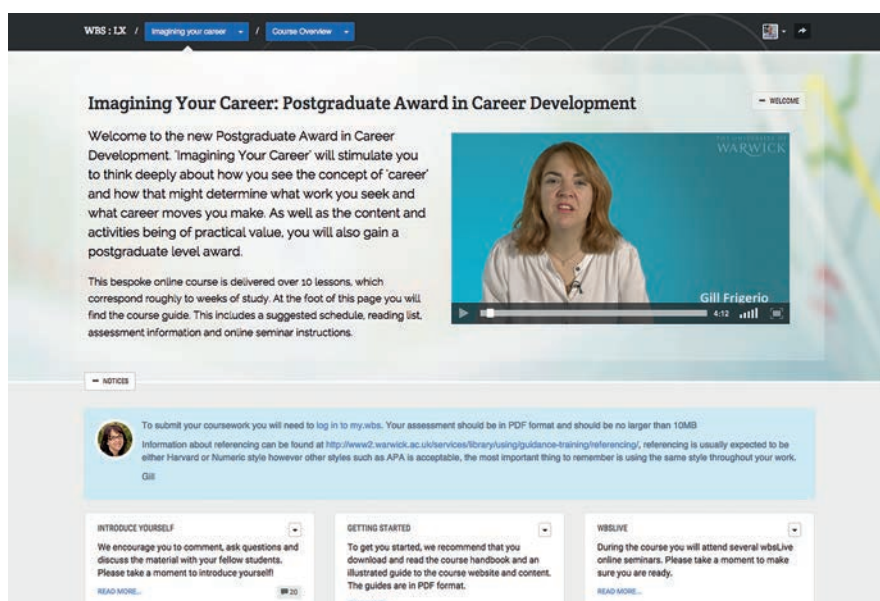 WBS : LX / Imagining your career / Course Overview
Imagining Your Career: Postgraduate Award in Career Development
WELCOME
Welcome to the new Postgraduate Award in Career
Development. 'Imagining Your Career' will stimulate you
to think deeply about how you see the concept of 'career'
and how that might determine what work you seek and
what career moves you make. As well as the content and
activities being of practical value, you will also gain a
postgraduate level award.
This bespoke online course is delivered over 10 lessons, which
correspond roughly to weeks of study. At the foot of this page you will
find the course guide. This includes a suggested schedule, reading list,
assessment information and online seminar instructions.
THE UNIVERSITY OF
WARWICK
Gill Frigerio
4:12
NOTICES
To submit your coursework you will need to log in to my.wbs. Your assessment should be in PDF format and should be no larger than 10MB
Information about referencing can be found at http://www2.warwick.ac.uk/services/library/using/guidance-training/referencing/, referencing is usually expected to be
either Harvard or Numeric style however other styles such as APA is acceptable, the most important thing to remember is using the same style throughout your work.
Gill
INTRODUCE YOURSELF
We encourage you to comment, ask questions and
discuss the material with your fellow students.
Please take a moment to introduce yourself!
READ MORE...
20
GETTING STARTED
To get you started, we recommend that you
download and read the course handbook and an
illustrated guide to the course website and content.
The guides are in PDF format.
WBSLIVE
During the course you will attend several wbsLive
online seminars. Please take a moment to make
sure you are ready.
READ MORE...